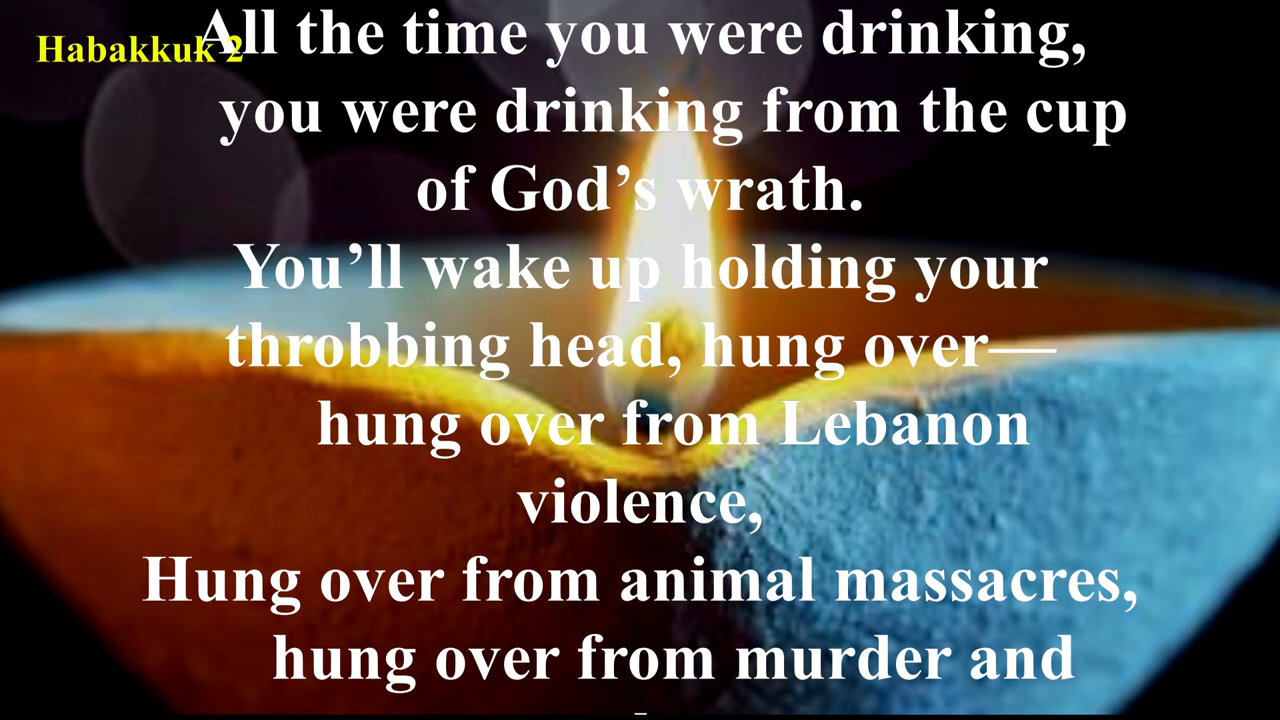 Habakkuk 2
All the time you were drinking,
you were drinking from the cup
of God’s wrath.
You’ll wake up holding your
throbbing head, hung over—
hung over from Lebanon
violence,
Hung over from animal massacres,
hung over from murder and